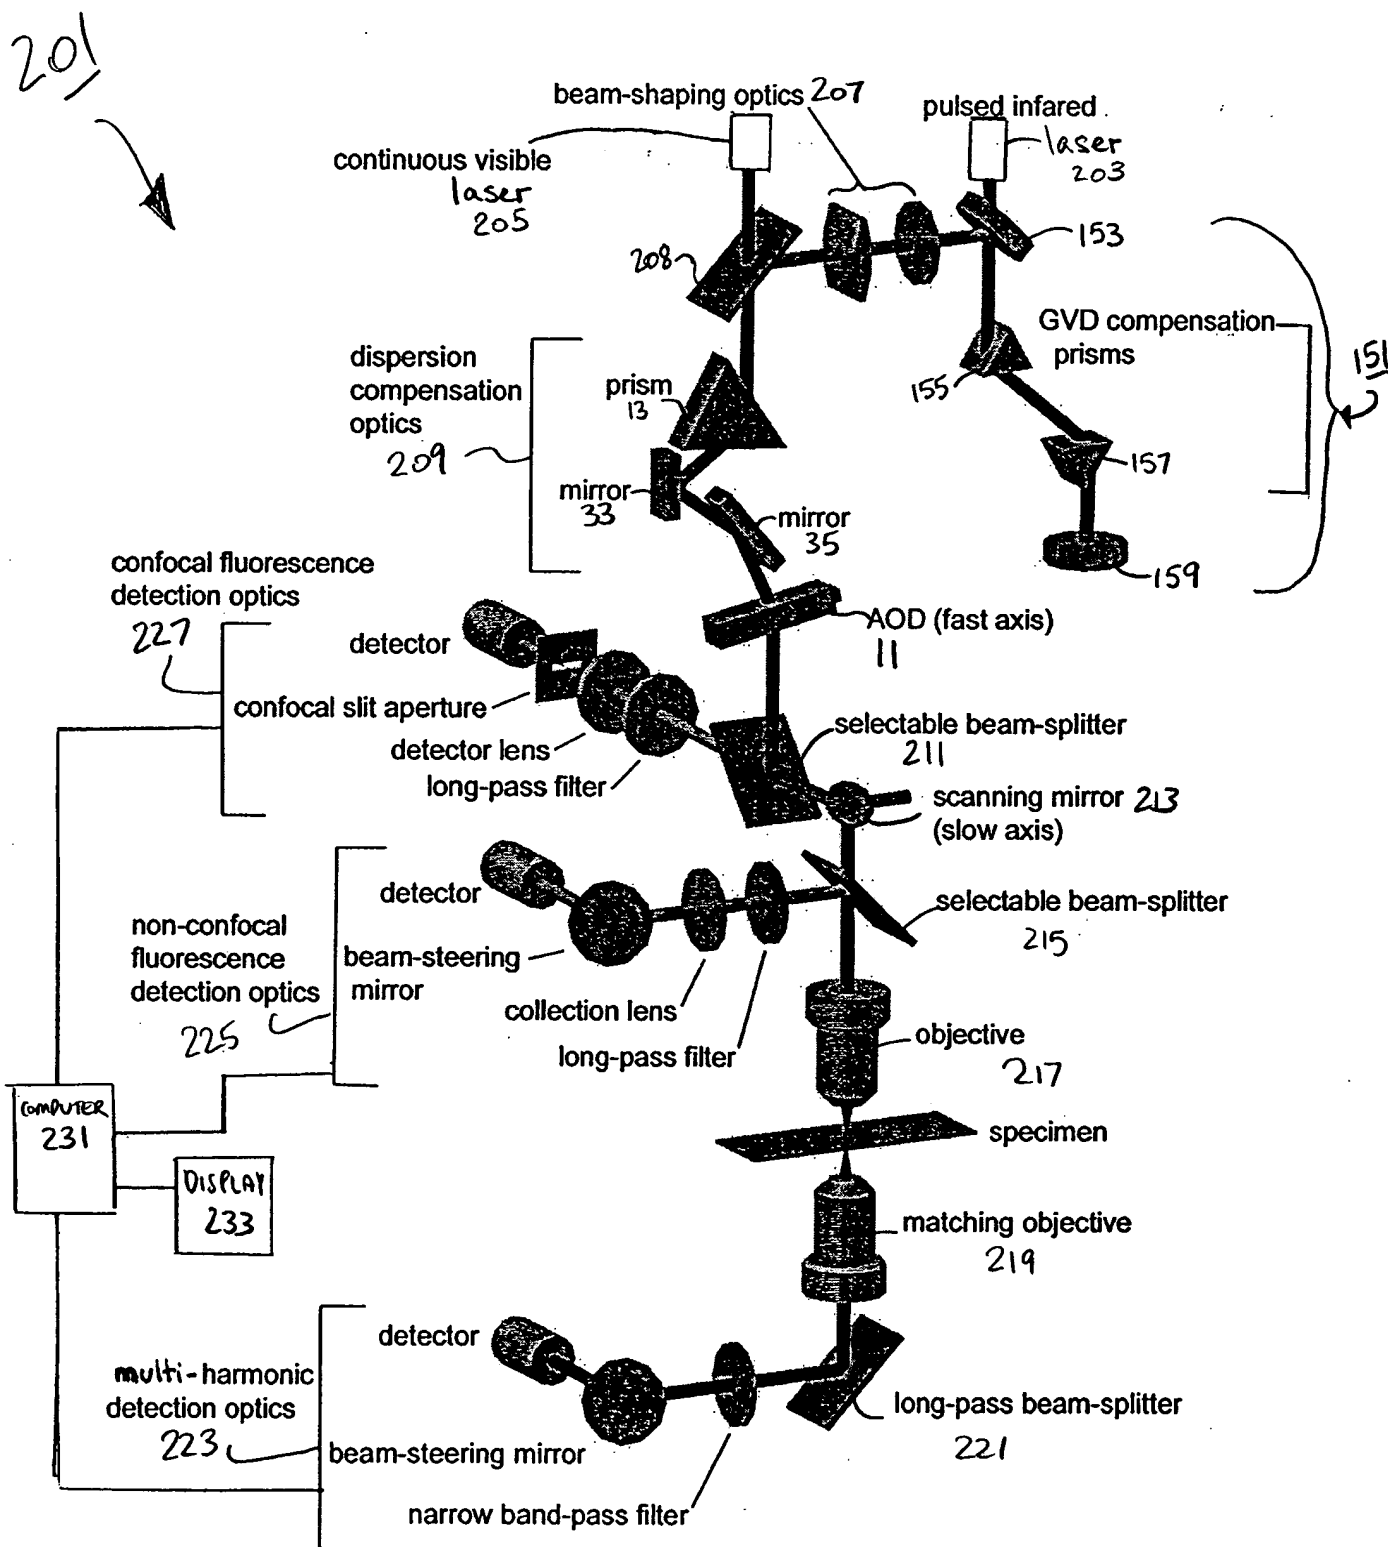 201
beam-shaping optics 207
pulsed infared
laser
203
continuous visible
laser
205
153
208
GVD compensation
prisms
151
155
dispersion
compensation
optics
209
prism
13
157
mirror
33
mirror
35
159
confocal fluorescence
detection optics
227
AOD (fast axis)
11
detector
confocal slit aperture
detector lens
long-pass filter
selectable beam-splitter
211
scanning mirror 213
(slow axis)
detector
selectable beam-splitter
215
non-confocal
fluorescence
detection optics
225
beam-steering
mirror
collection lens
long-pass filter
objective
217
COMPUTER
231
specimen
DISPLAY
233
matching objective
219
detector
multi-harmonic
detection optics
223
beam-steering mirror
long-pass beam-splitter
221
narrow band-pass filter